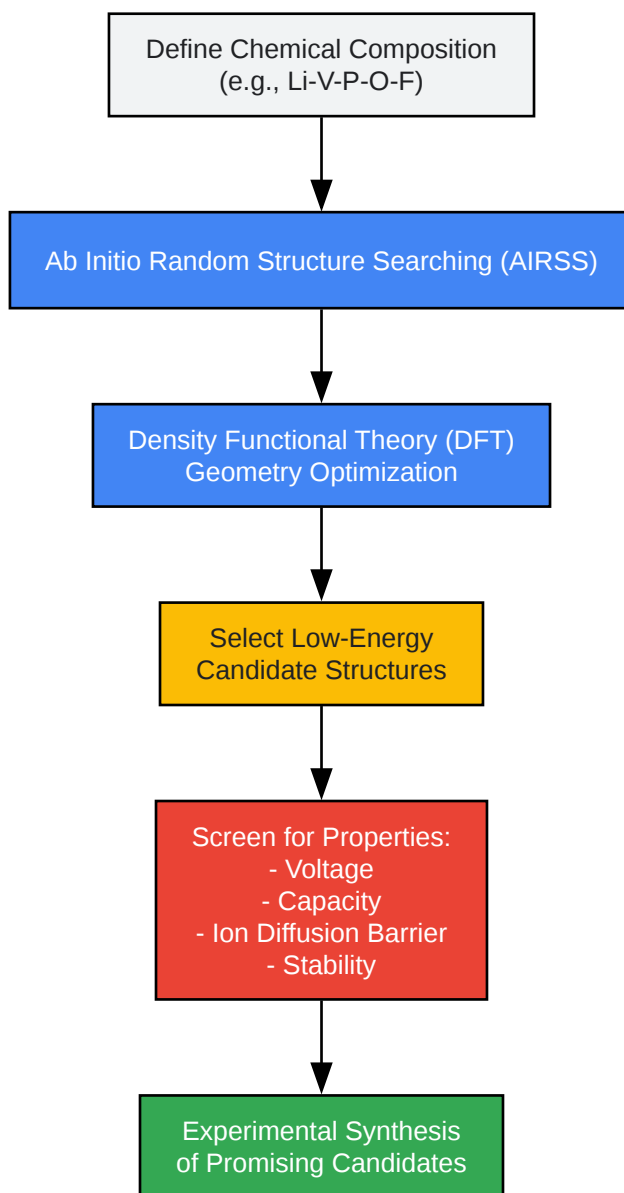 Define Chemical Composition
(e.g., Li-V-P-O-F)
Ab Initio Random Structure Searching (AIRSS)
Density Functional Theory (DFT)
Geometry Optimization
Select Low-Energy
Candidate Structures
Screen for Properties:
- Voltage
- Capacity
- Ion Diffusion Barrier
- Stability
Experimental Synthesis
of Promising Candidates